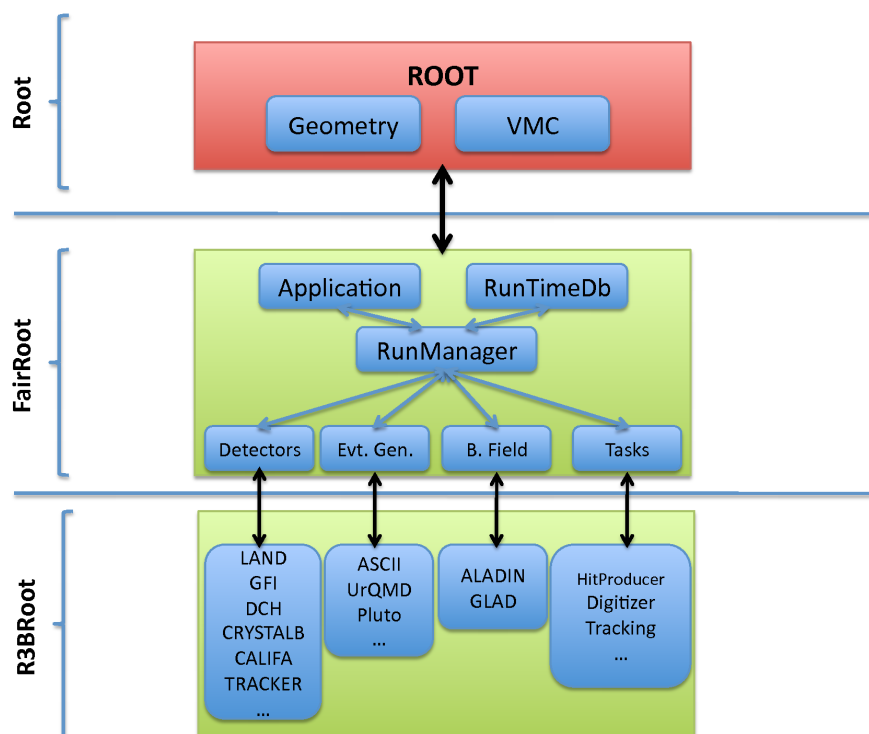 Root
ROOT
Geometry
VMC
FairRoot
Application
RunTimeDb
RunManager
Detectors
Evt. Gen.
B. Field
Tasks
R3BRoot
LAND
GFI
DCH
CRYSTALB
CALIFA
TRACKER
...
ASCII
UrQMD
Pluto
...
ALADIN
GLAD
HitProducer
Digitizer
Tracking
...